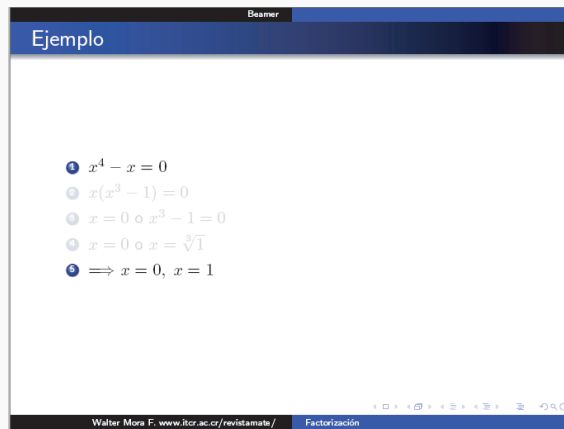 Beamer
Ejemplo
1 x⁴ − x = 0
2 x(x³ − 1) = 0
3 x = 0 o x³ − 1 = 0
4 x = 0 o x = ∛1
5 ⟹ x = 0, x = 1
Walter Mora F. www.itcr.ac.cr/revistamate/ Factorización